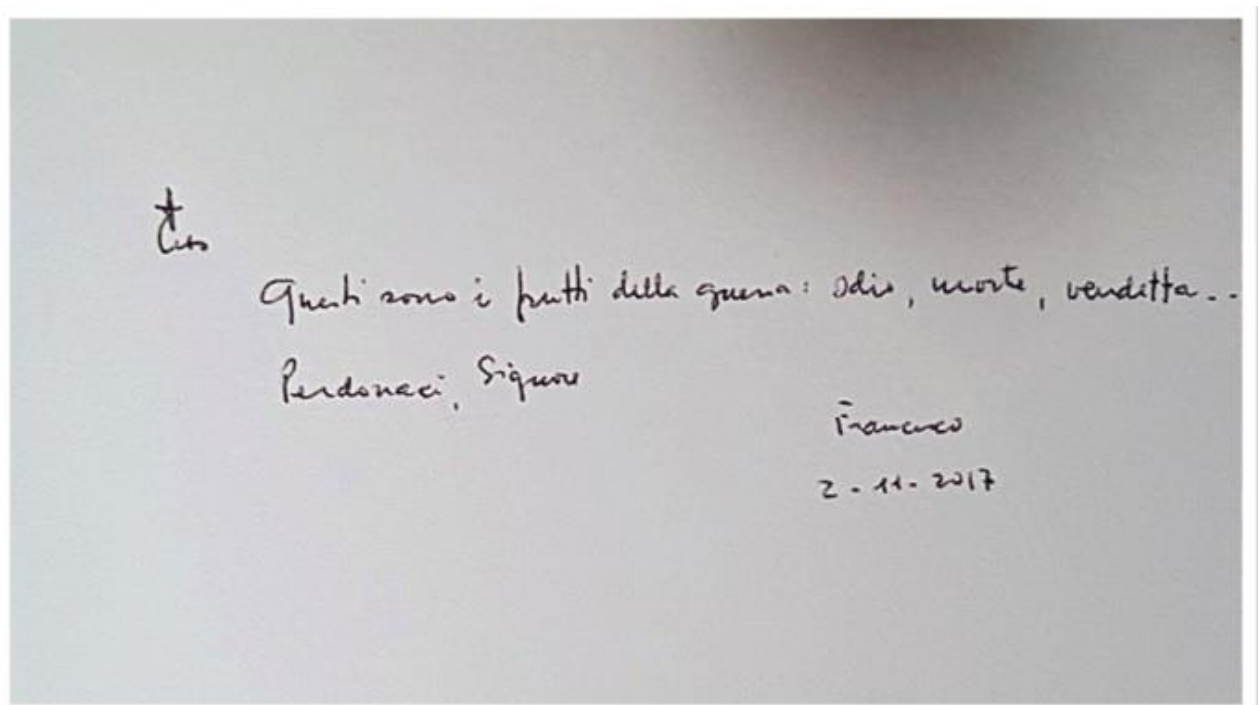 Questi sono i frutti della guerra: odio, morte, vendetta...
Perdonaci, Signore
Francesco
2-11-2017